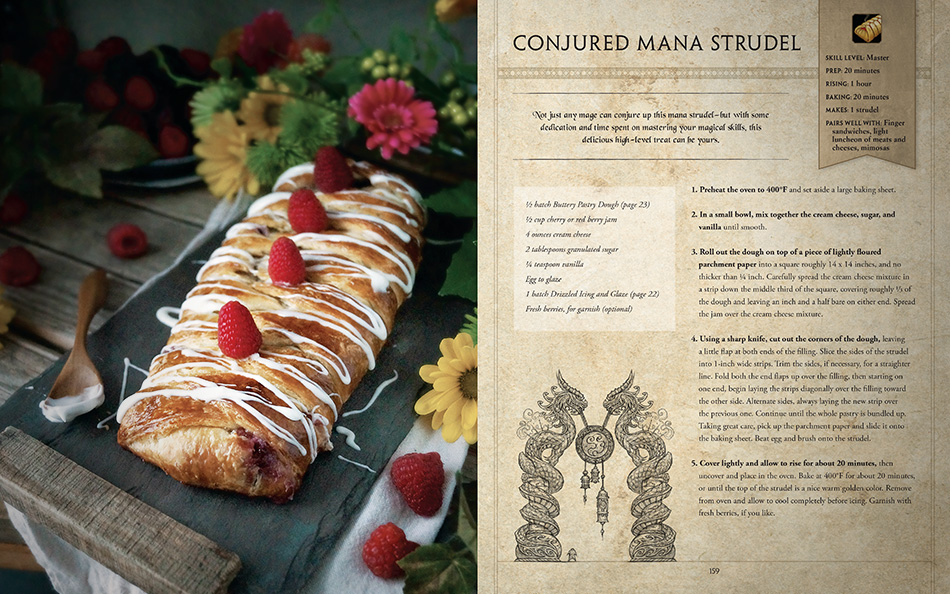 CONJURED MANA STRUDEL
SKILL LEVEL: Master
PREP: 20 minutes
RISING: 1 hour
BAKING: 20 minutes
MAKES: 1 strudel
PAIRS WELL WITH: Finger
sandwiches, light
luncheon of meats and
cheeses, mimosas
Not just any mage can conjure up this mana strudel—but with some
dedication and time spent on mastering your magical skills, this
delicious high-level treat can be yours.
½ batch Buttery Pastry Dough (page 23)
½ cup cherry or red berry jam
4 ounces cream cheese
2 tablespoons granulated sugar
¼ teaspoon vanilla
Egg to glaze
1 batch Drizzled Icing and Glaze (page 22)
Fresh berries, for garnish (optional)
1. Preheat the oven to 400°F and set aside a large baking sheet.
2. In a small bowl, mix together the cream cheese, sugar, and
vanilla until smooth.
3. Roll out the dough on top of a piece of lightly floured
parchment paper into a square roughly 14 x 14 inches, and no
thicker than ¼ inch. Carefully spread the cream cheese mixture in
a strip down the middle third of the square, covering roughly ⅓ of
the dough and leaving an inch and a half bare on either end. Spread
the jam over the cream cheese mixture.
4. Using a sharp knife, cut out the corners of the dough, leaving
a little flap at both ends of the filling. Slice the sides of the strudel
into 1-inch wide strips. Trim the sides, if necessary, for a straighter
line. Fold both the end flaps up over the filling, then starting on
one end, begin laying the strips diagonally over the filling toward
the other side. Alternate sides, always laying the new strip over
the previous one. Continue until the whole pastry is bundled up.
Taking great care, pick up the parchment paper and slide it onto
the baking sheet. Beat egg and brush onto the strudel.
5. Cover lightly and allow to rise for about 20 minutes, then
uncover and place in the oven. Bake at 400°F for about 20 minutes,
or until the top of the strudel is a nice warm golden color. Remove
from oven and allow to cool completely before icing. Garnish with
fresh berries, if you like.
159